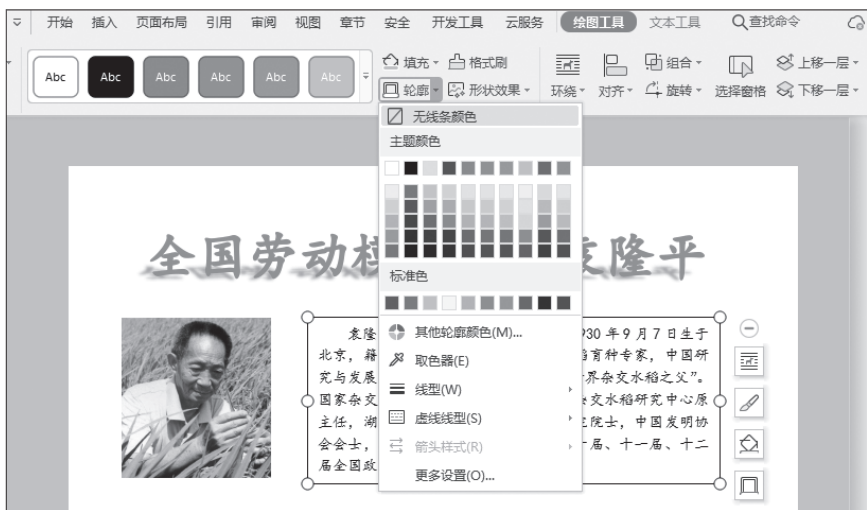 开始 插入 页面布局 引用 审阅 视图 章节 安全 开发工具 云服务 绘图工具 文本工具 查找命令
Abc Abc Abc Abc Abc Abc
填充 格式刷 组合 上移一层
轮廓 形状效果 环绕 对齐 旋转 选择窗格 下移一层
无线条颜色
主题颜色
全国劳动模 袁隆平
标准色
其他轮廓颜色(M)...
取色器(E)
线型(W)
虚线线型(S)
箭头样式(R)
更多设置(O)...
袁隆 930 年 9 月 7 日生于
北京，籍 育种专家，中国研
究与发展 界杂交水稻之父”。
国家杂交 交水稻研究中心原
主任，湖 院士，中国发明协
会会士， 届、十一届、十二
届全国政